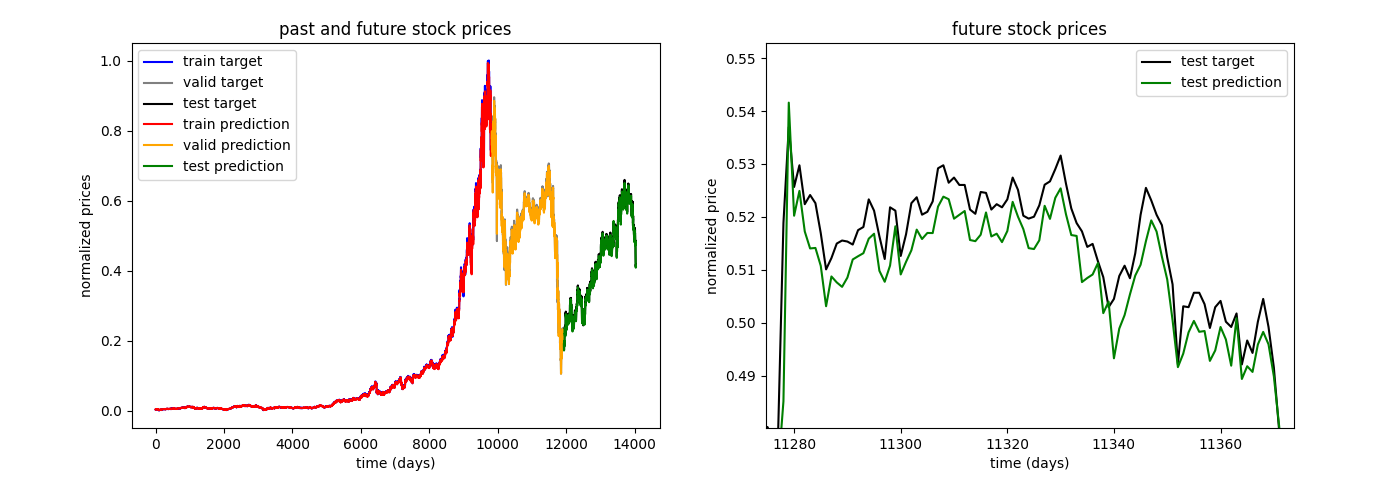 past and future stock prices
train target
valid target
test target
train prediction
valid prediction
test prediction
1.0
0.8
0.6
0.4
0.2
0.0
normalized prices
0
2000
4000
6000
8000
10000
12000
14000
time (days)
future stock prices
test target
test prediction
0.55
0.54
0.53
0.52
0.51
0.50
0.49
normalized price
11280
11300
11320
11340
11360
time (days)